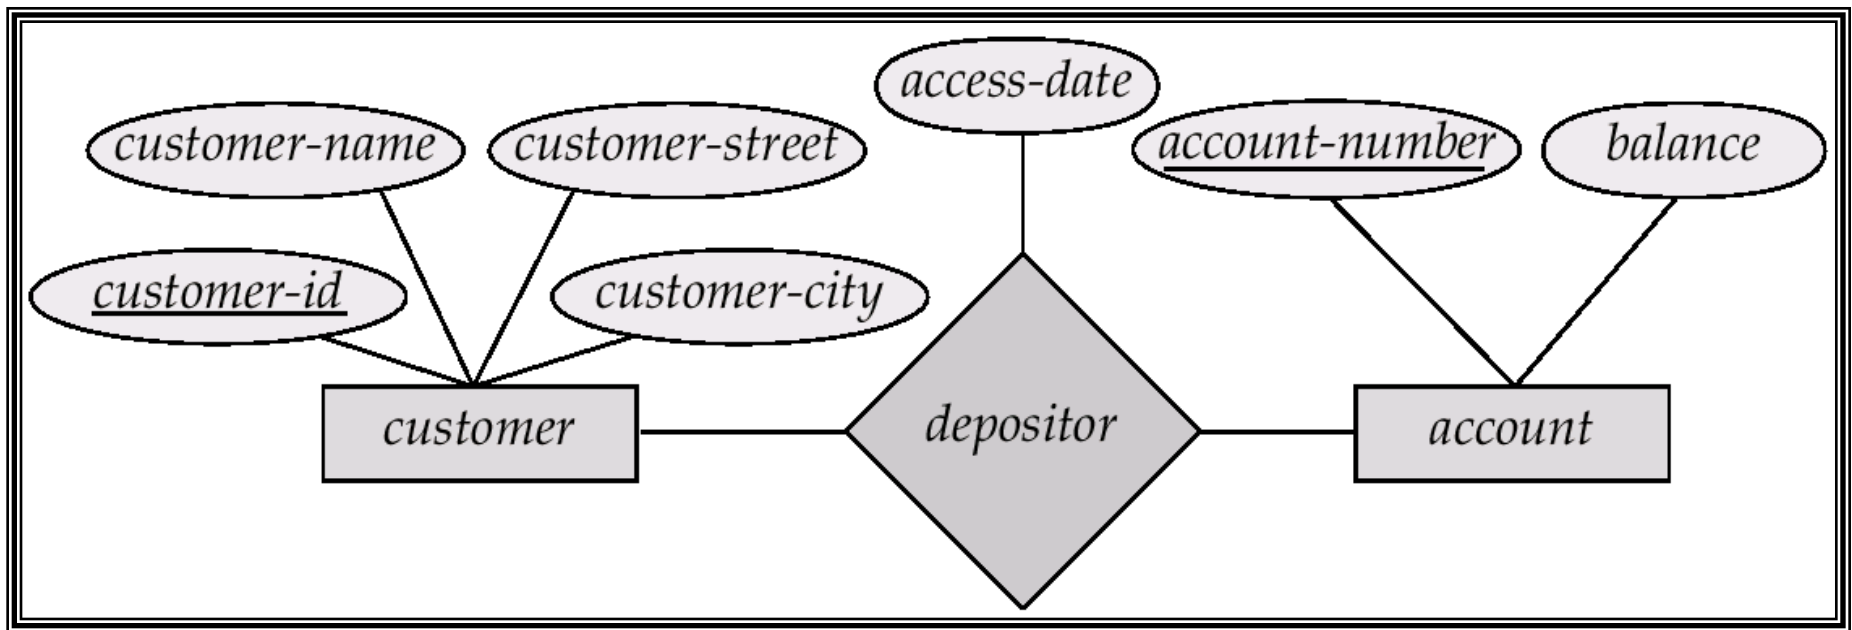 access-date
customer-name
customer-street
account-number
balance
customer-id
customer-city
customer
depositor
account